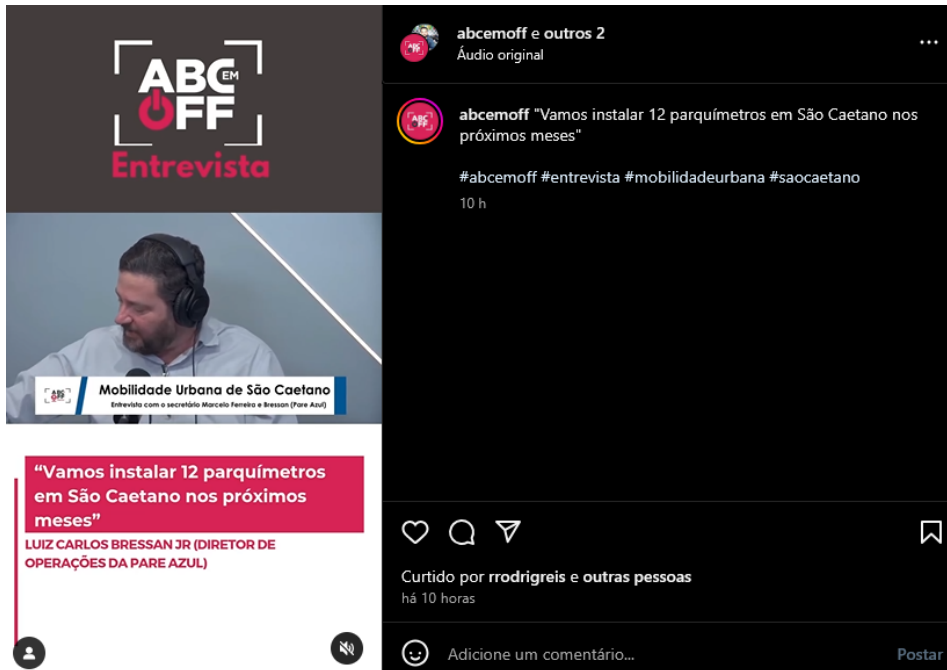 ABC EM
OFF
Entrevista
ABC
OFF
Mobilidade Urbana de São Caetano
Entrevista com o secretário Marcelo Ferreira e Bressan (Pare Azul)
“Vamos instalar 12 parquímetros
em São Caetano nos próximos
meses”
LUIZ CARLOS BRESSAN JR (DIRETOR DE
OPERAÇÕES DA PARE AZUL)
abcemoff e outros 2
Áudio original
abcemoff "Vamos instalar 12 parquímetros em São Caetano nos
próximos meses"
#abcemoff #entrevista #mobilidadeurbana #saocaetano
10 h
Curtido por rrodrigreis e outras pessoas
há 10 horas
Adicione um comentário...
Postar